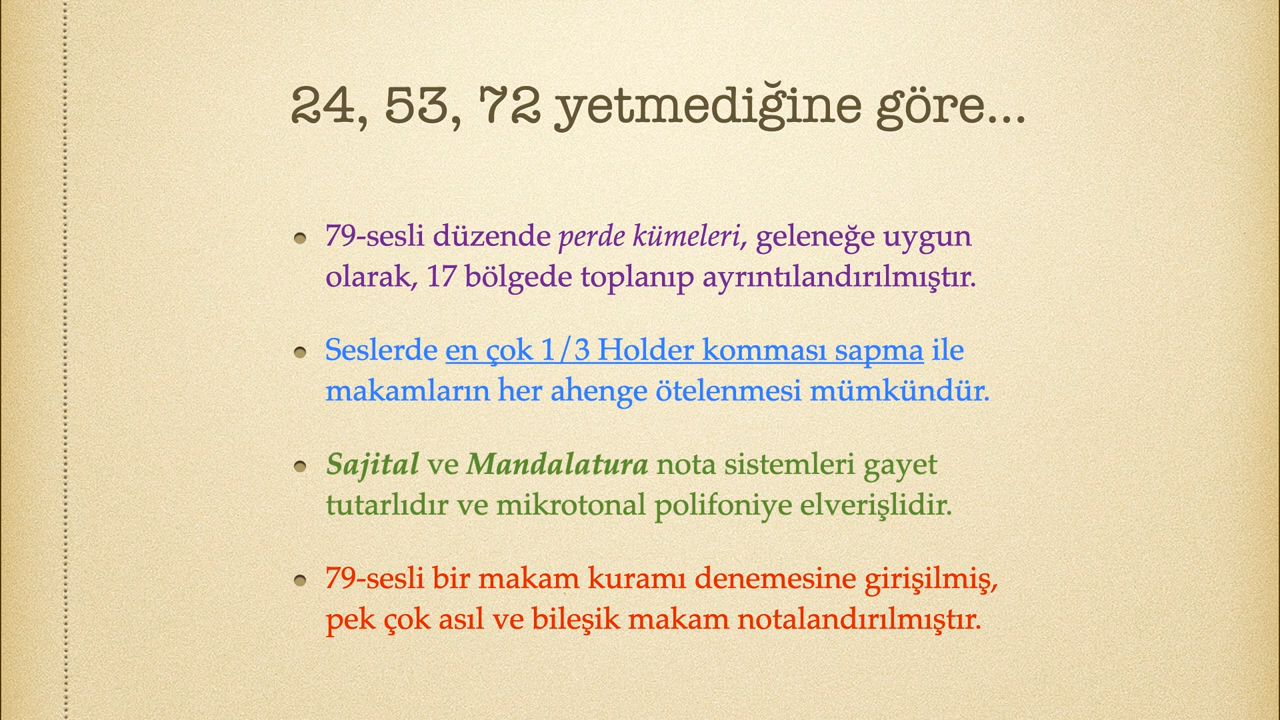 24, 53, 72 yetmediğine göre...
79-sesli düzende perde kümeleri, geleneğe uygun
olarak, 17 bölgede toplanıp ayrıntılandırılmıştır.
Seslerde en çok 1/3 Holder komması sapma ile
makamların her ahenge ötelenmesi mümkündür.
Sajital ve Mandalatura nota sistemleri gayet
tutarlıdır ve mikrotonal polifoniye elverişlidir.
79-sesli bir makam kuramı denemesine girişilmiş,
pek çok asıl ve bileşik makam notalandırılmıştır.